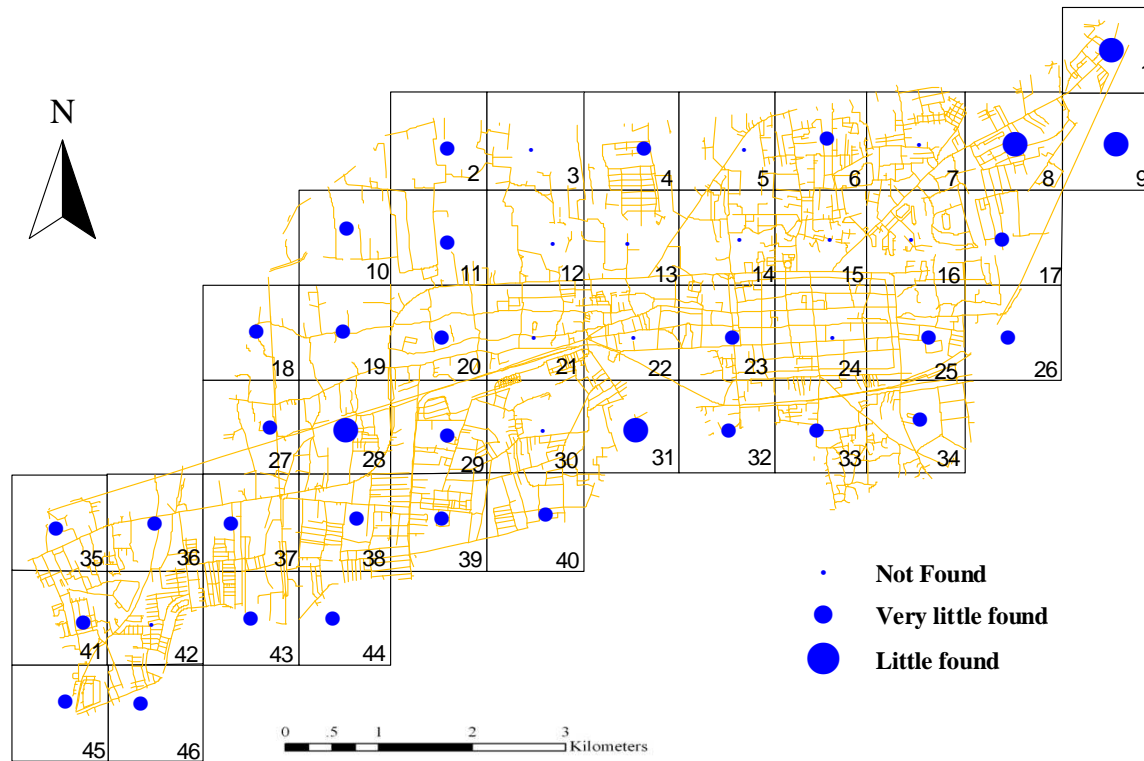 1
N
2 3 4 5 6 7 8 9
10 11 12 13 14 15 16 17
18 19 20 21 22 23 24 25 26
27 28 29 30 31 32 33 34
35 36 37 38 39 40
Not Found
Very little found
41 42 43 44
Little found
0 .5 1 2 3
Kilometers
45 46